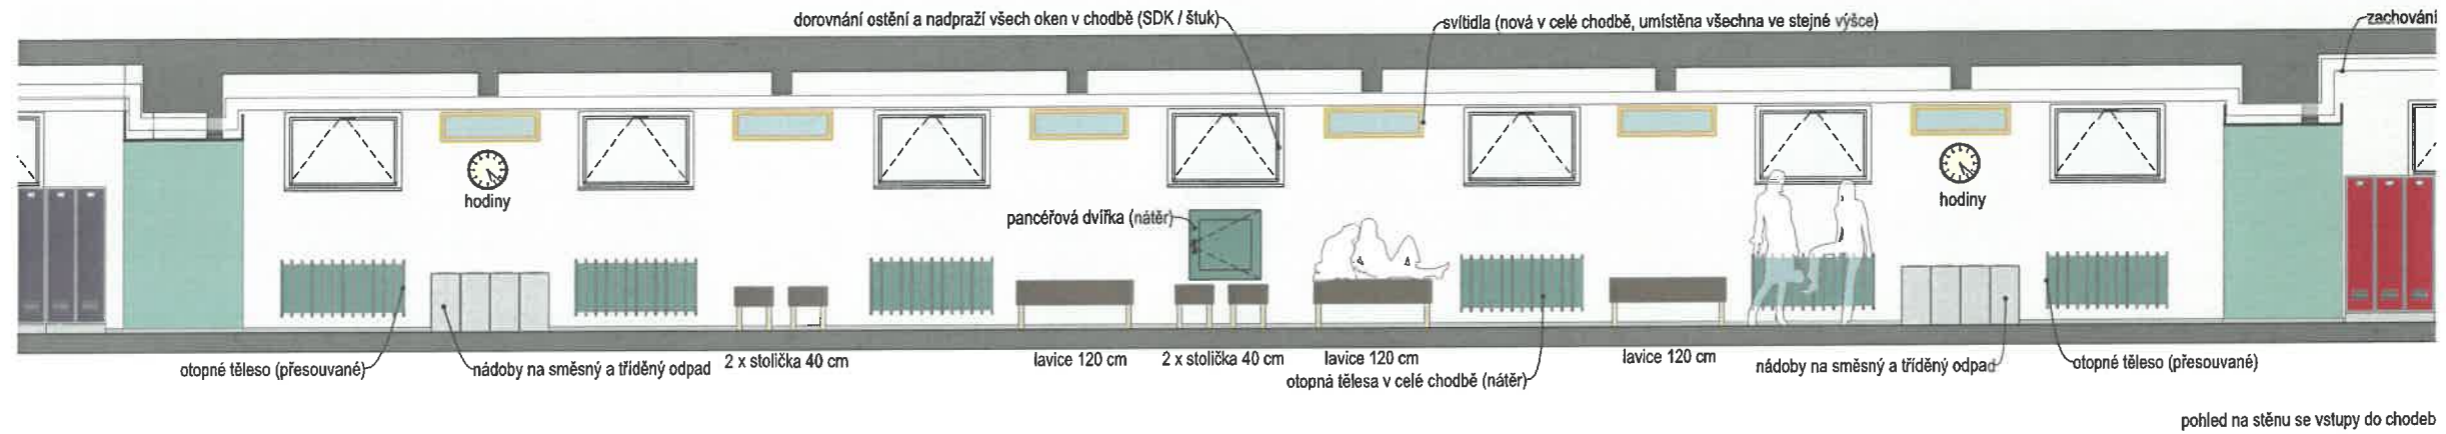 dorovnání ostění a nadpraží všech oken v chodbě (SDK / štuk)
svítidla (nová v celé chodbě, umístěna všechna ve stejné výšce)
zachování
hodiny
hodiny
pancéřová dvířka (nátěr)
otopné těleso (přesouvané)
nádoby na směsný a tříděný odpad
2 x stolička 40 cm
lavice 120 cm
2 x stolička 40 cm
lavice 120 cm
otopná tělesa v celé chodbě (nátěr)
lavice 120 cm
nádoby na směsný a tříděný odpad
otopné těleso (přesouvané)
pohled na stěnu se vstupy do chodeb